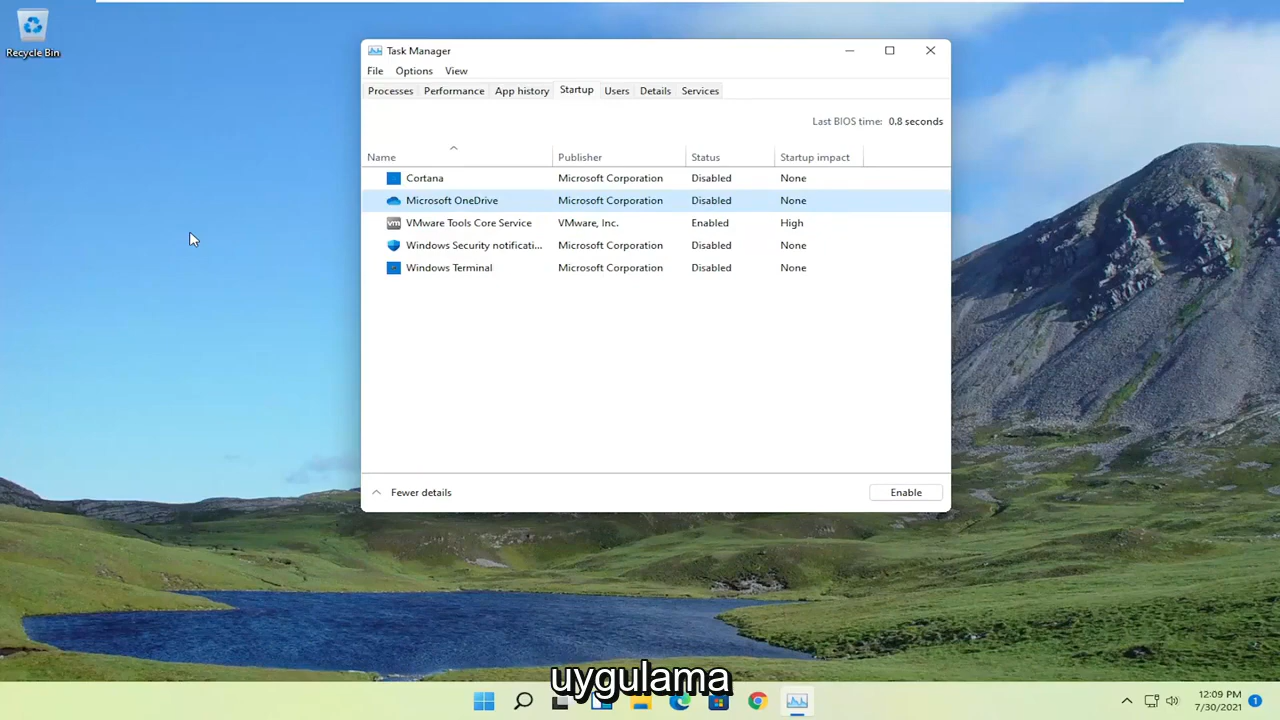 Recycle Bin
Task Manager
File Options View
Processes Performance App history Startup Users Details Services
Last BIOS time: 0.8 seconds
Name Publisher Status Startup impact
Cortana Microsoft Corporation Disabled None
Microsoft OneDrive Microsoft Corporation Disabled None
vm VMware Tools Core Service VMware, Inc. Enabled High
Windows Security notificati... Microsoft Corporation Disabled None
Windows Terminal Microsoft Corporation Disabled None
Fewer details Enable
uygulama
12:09 PM
7/30/2021 1